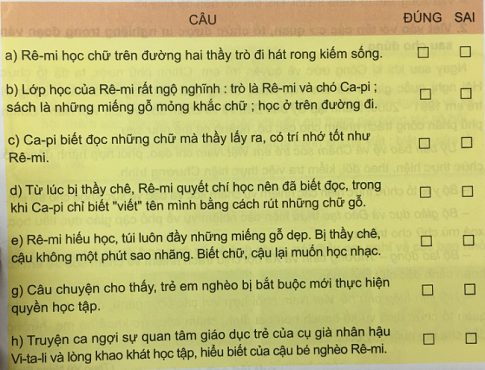 CÂU ĐÚNG SAI
a) Rê-mi học chữ trên đường hai thầy trò đi hát rong kiếm sống.
b) Lớp học của Rê-mi rất ngộ nghĩnh : trò là Rê-mi và chó Ca-pi ;
sách là những miếng gỗ mỏng khắc chữ ; học ở trên đường đi.
c) Ca-pi biết đọc những chữ mà thầy lấy ra, có trí nhớ tốt như
Rê-mi.
d) Từ lúc bị thầy chê, Rê-mi quyết chí học nên đã biết đọc, trong
khi Ca-pi chỉ biết "viết" tên mình bằng cách rút những chữ gỗ.
e) Rê-mi hiếu học, túi luôn đầy những miếng gỗ dẹp. Bị thầy chê,
cậu không một phút sao nhãng. Biết chữ, cậu lại muốn học nhạc.
g) Câu chuyện cho thấy, trẻ em nghèo bị bắt buộc mới thực hiện
quyền học tập.
h) Truyện ca ngợi sự quan tâm giáo dục trẻ của cụ già nhân hậu
Vi-ta-li và lòng khao khát học tập, hiểu biết của cậu bé nghèo Rê-mi.